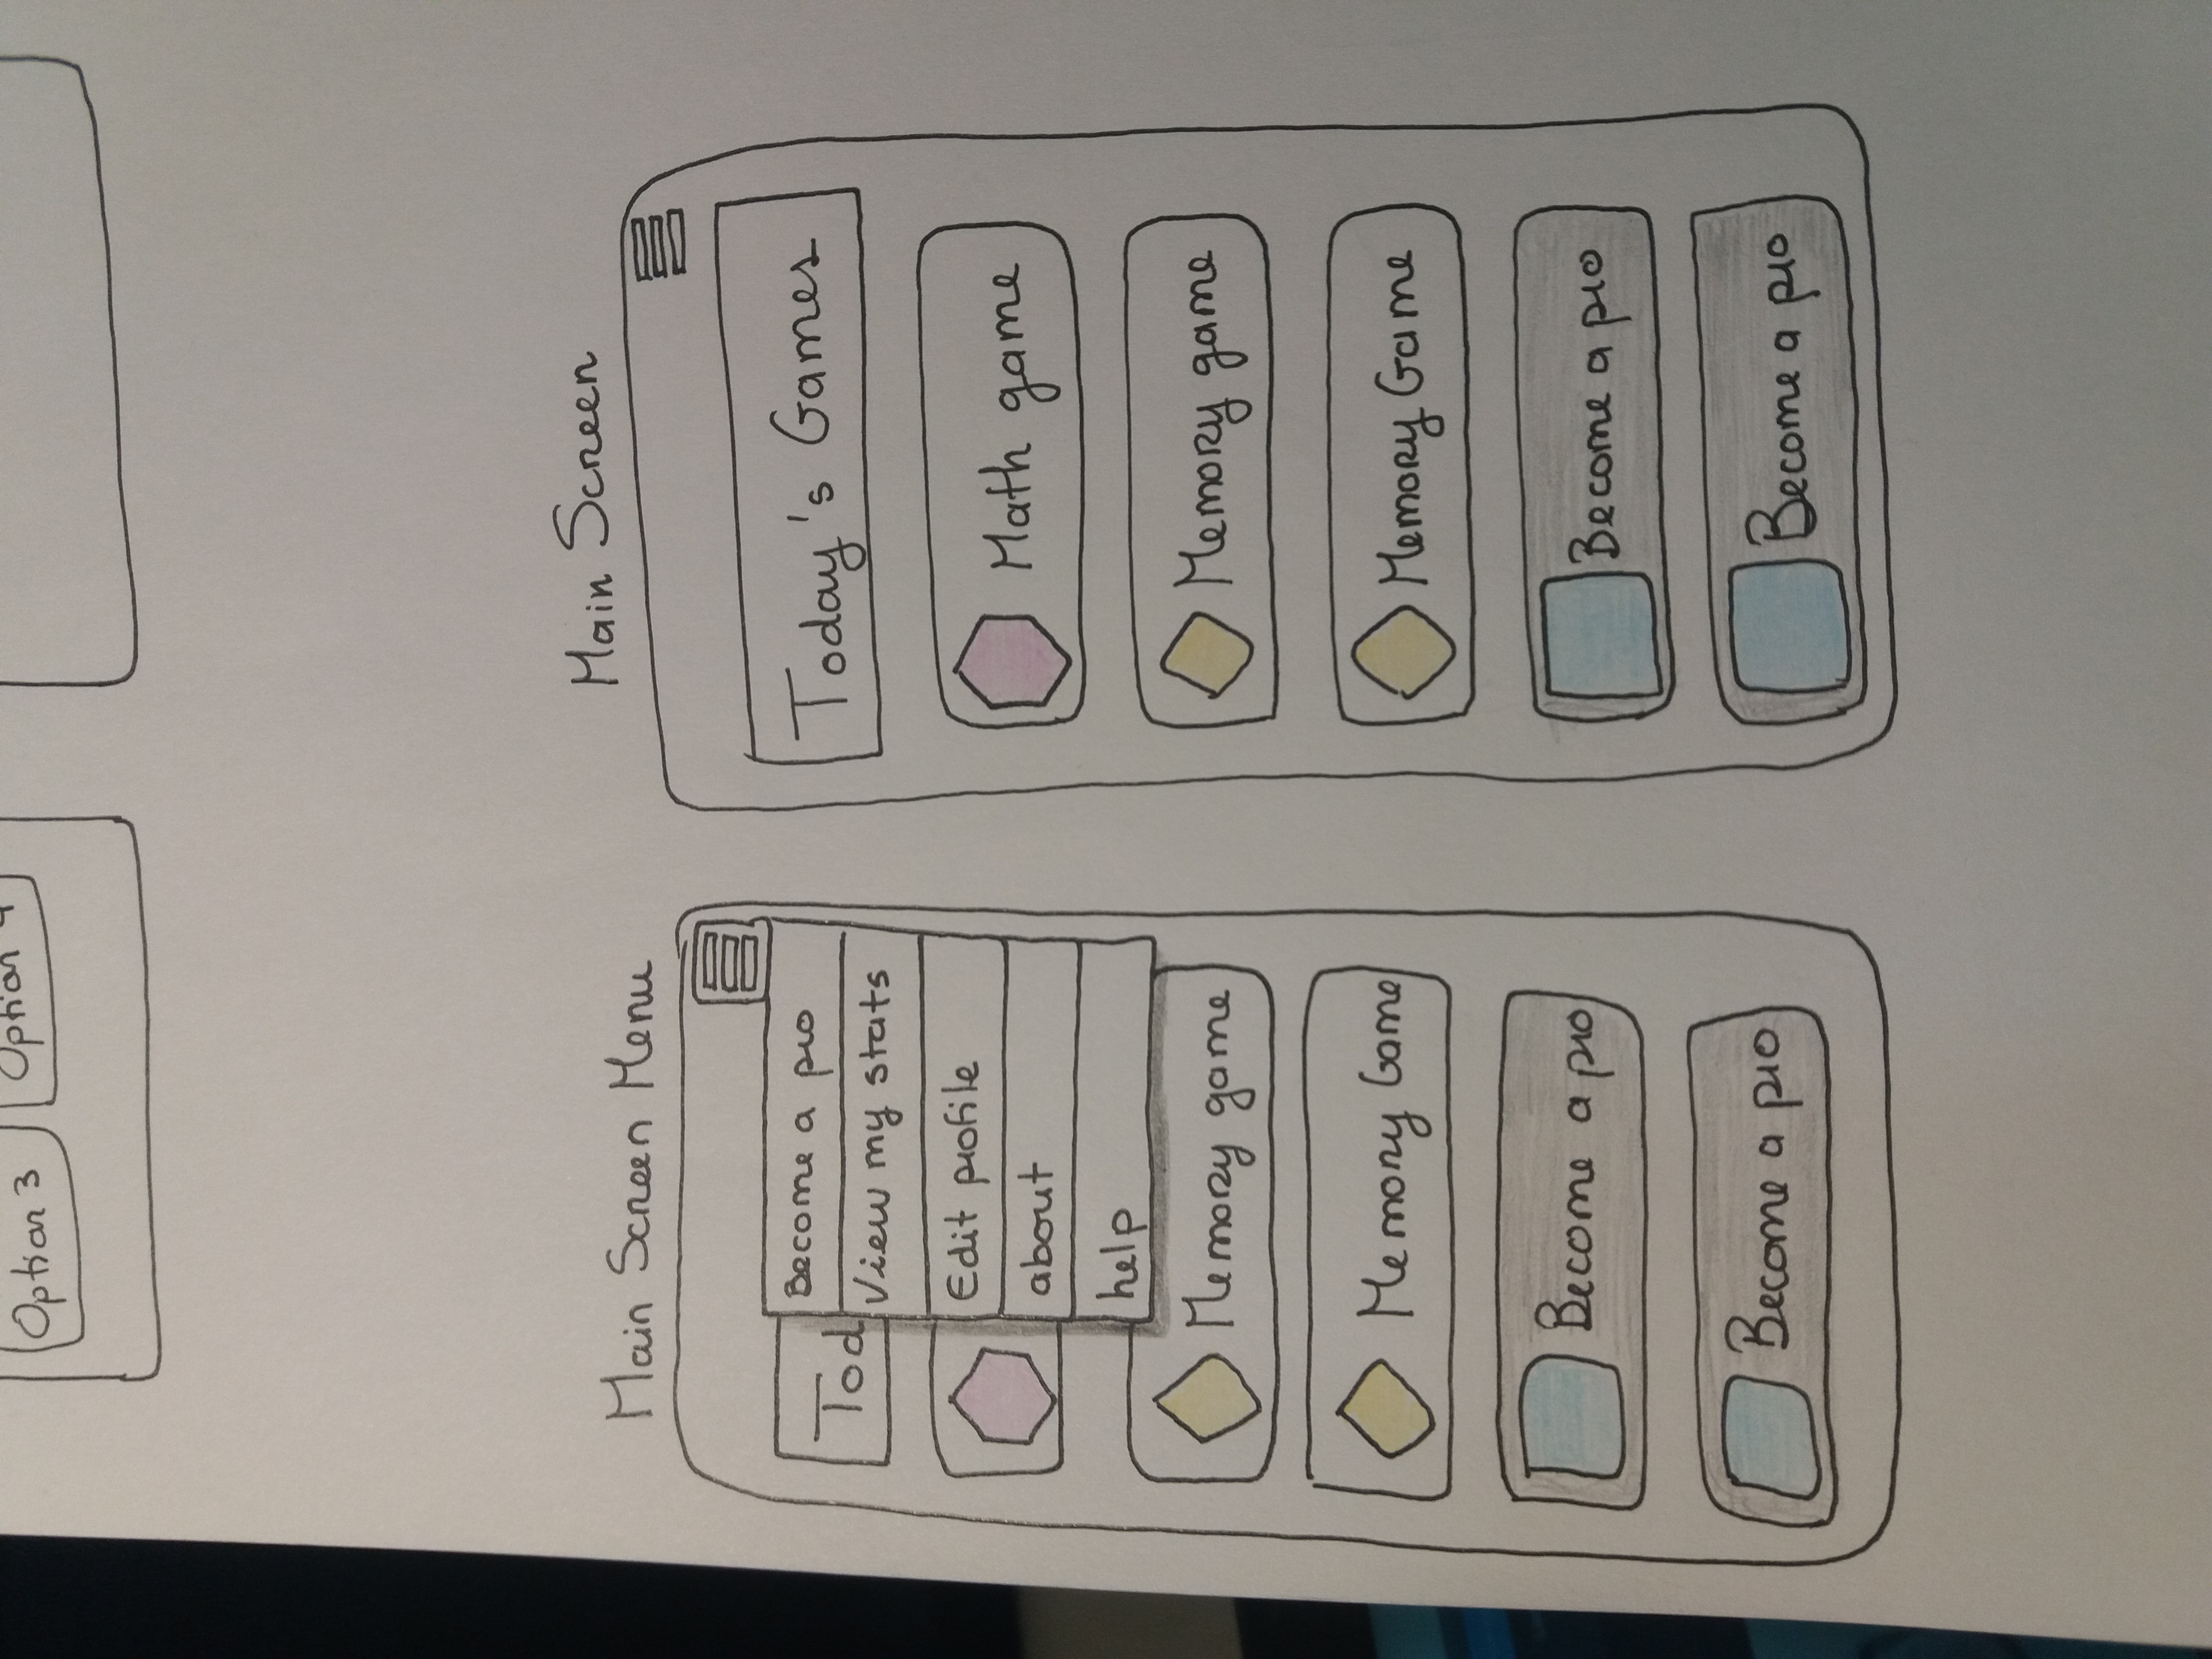 Option 3
Option 4
Main Screen Menu
Tod
Become a pro
View my stats
Edit profile
about
help
Memory game
Memory Game
Become a pro
Become a pro
Main Screen
Today's Games
Math game
Memory game
Memory Game
Become a pro
Become a pro